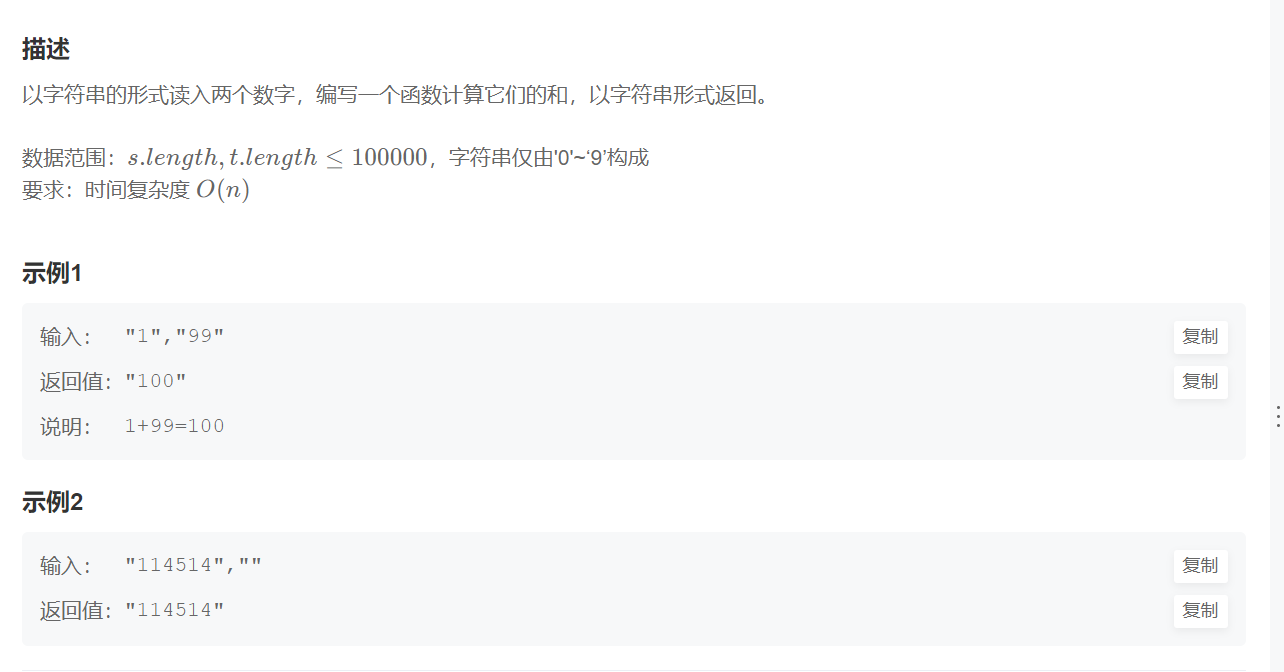 描述
以字符串的形式读入两个数字，编写一个函数计算它们的和，以字符串形式返回。
数据范围：s.length, t.length ≤ 100000，字符串仅由'0'~‘9’构成
要求：时间复杂度 O(n)
示例1
输入： "1","99" 复制
返回值："100" 复制
说明： 1+99=100
示例2
输入： "114514","" 复制
返回值："114514" 复制